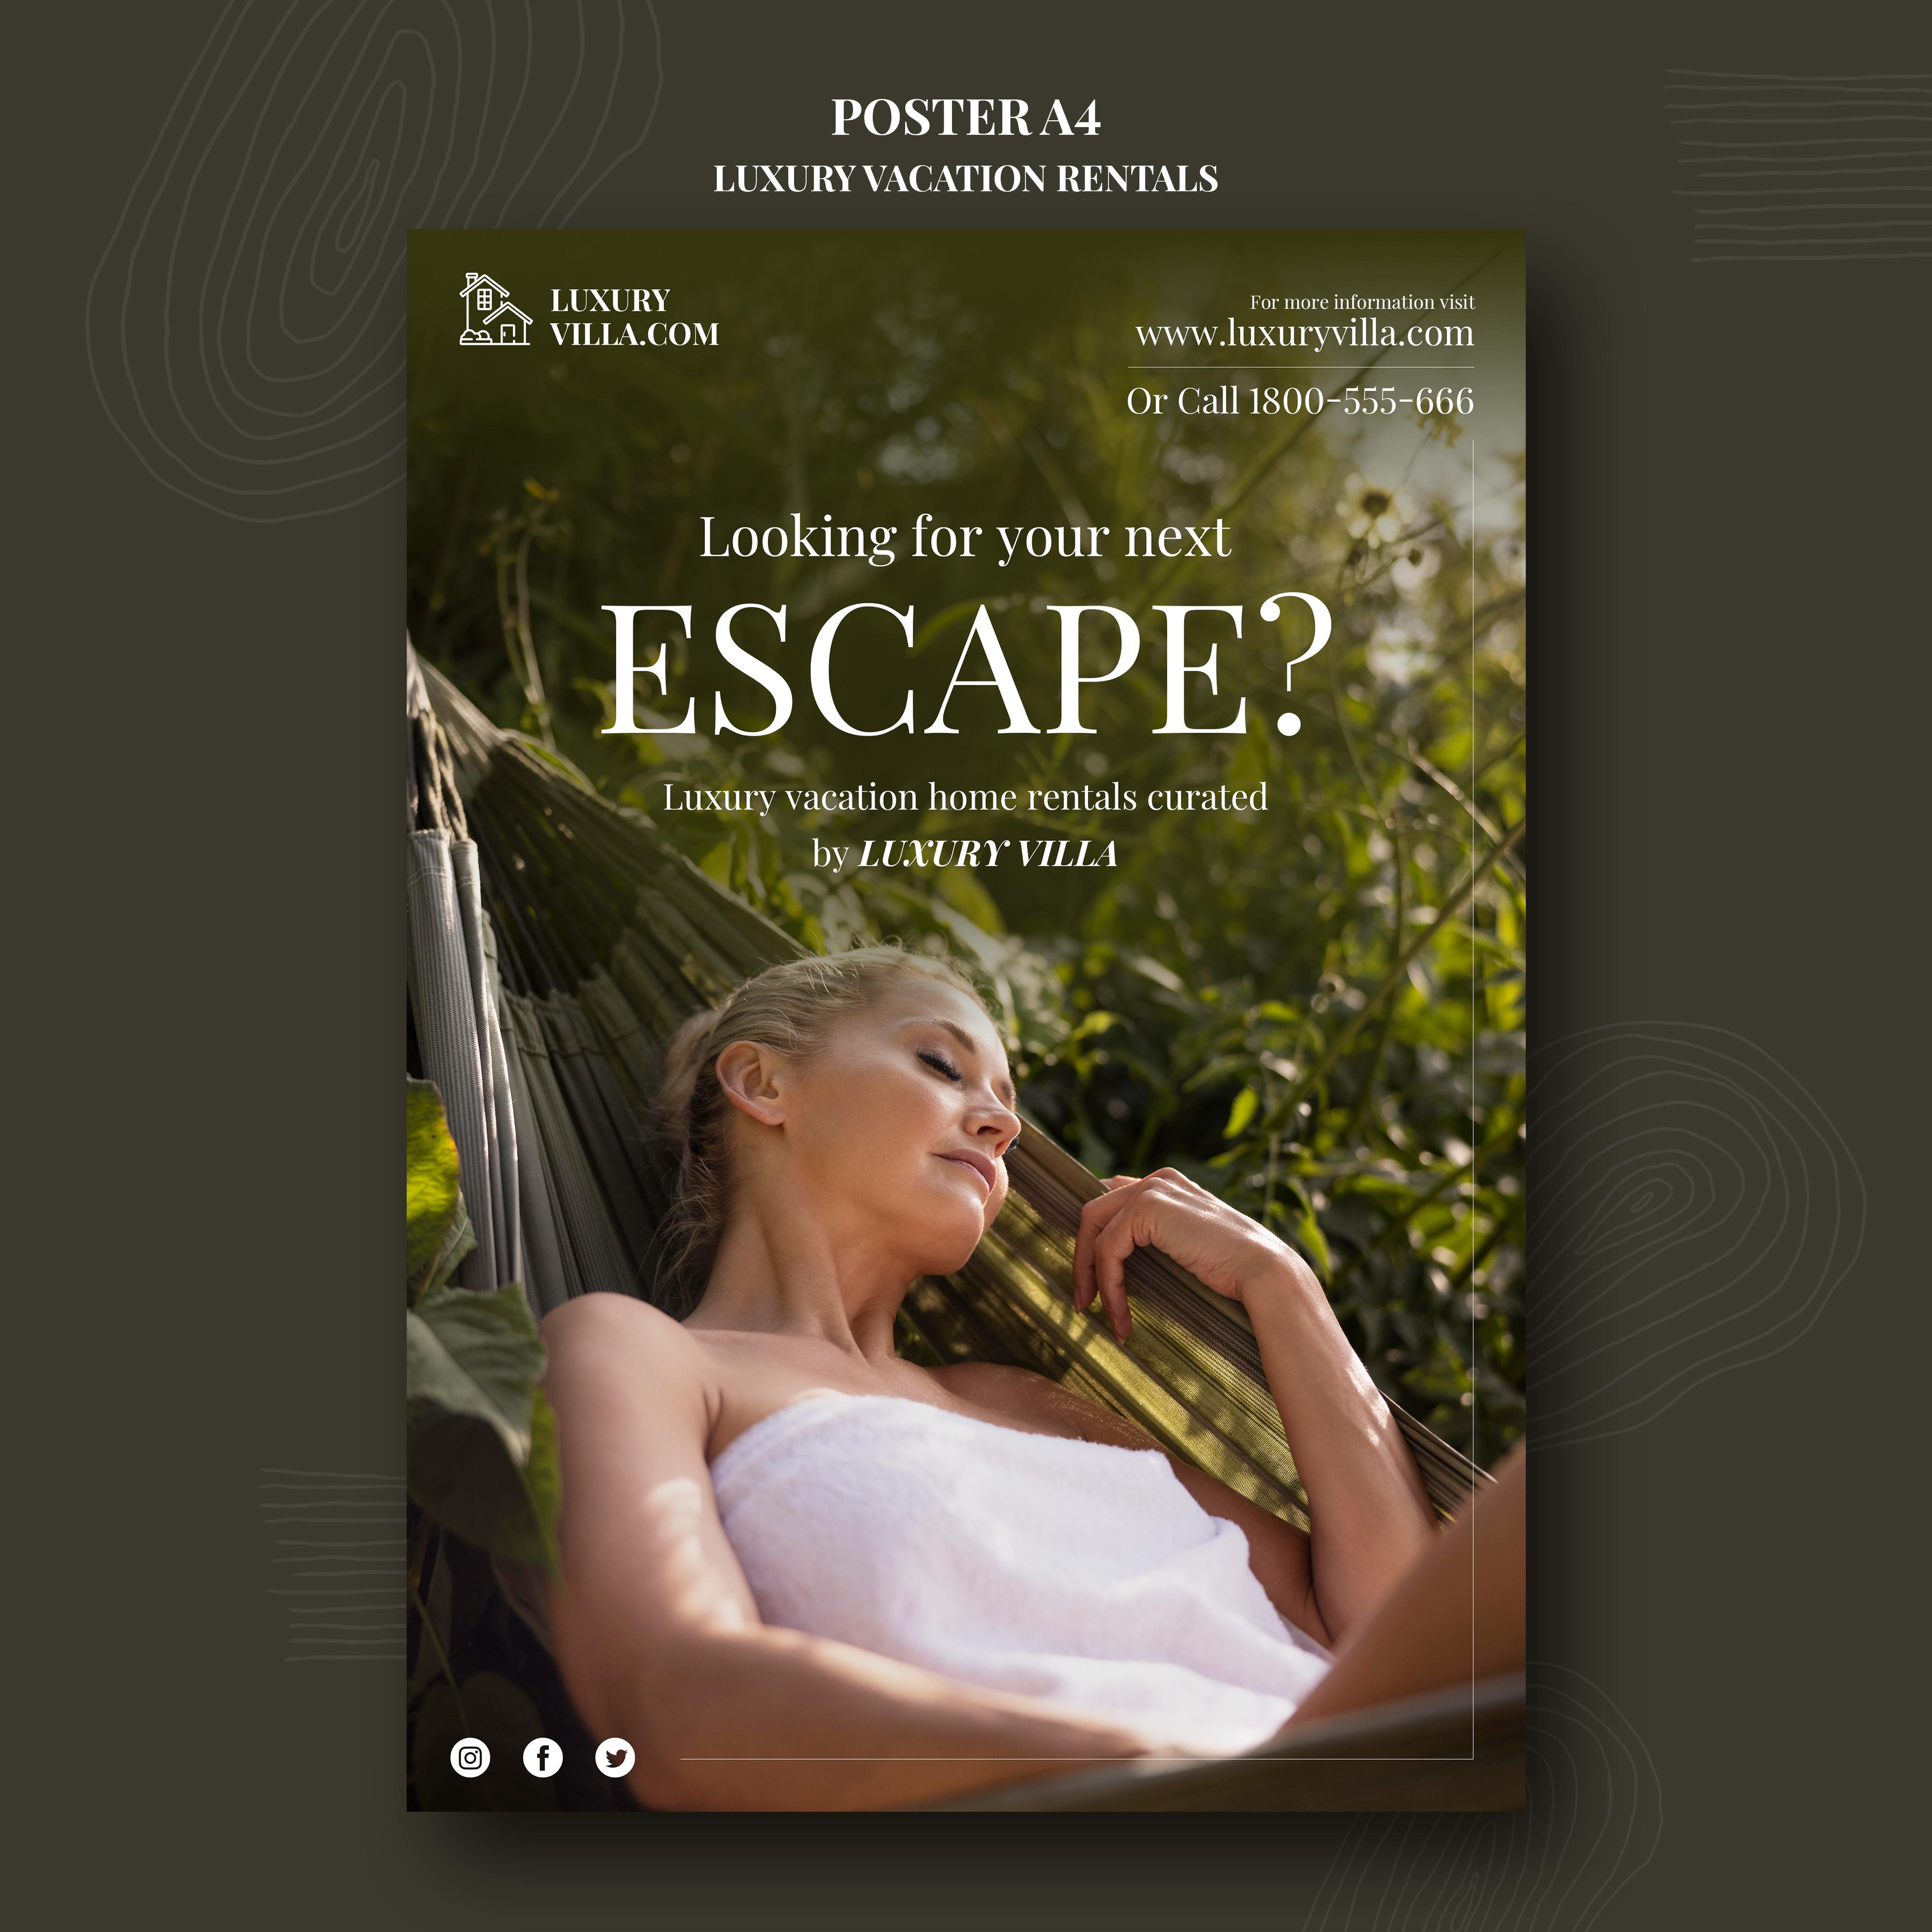 POSTER A4
LUXURY VACATION RENTALS
LUXURY
VILLA.COM
For more information visit
www.luxuryvilla.com
Or Call 1800-555-666
Looking for your next
ESCAPE?
Luxury vacation home rentals curated
by LUXURY VILLA